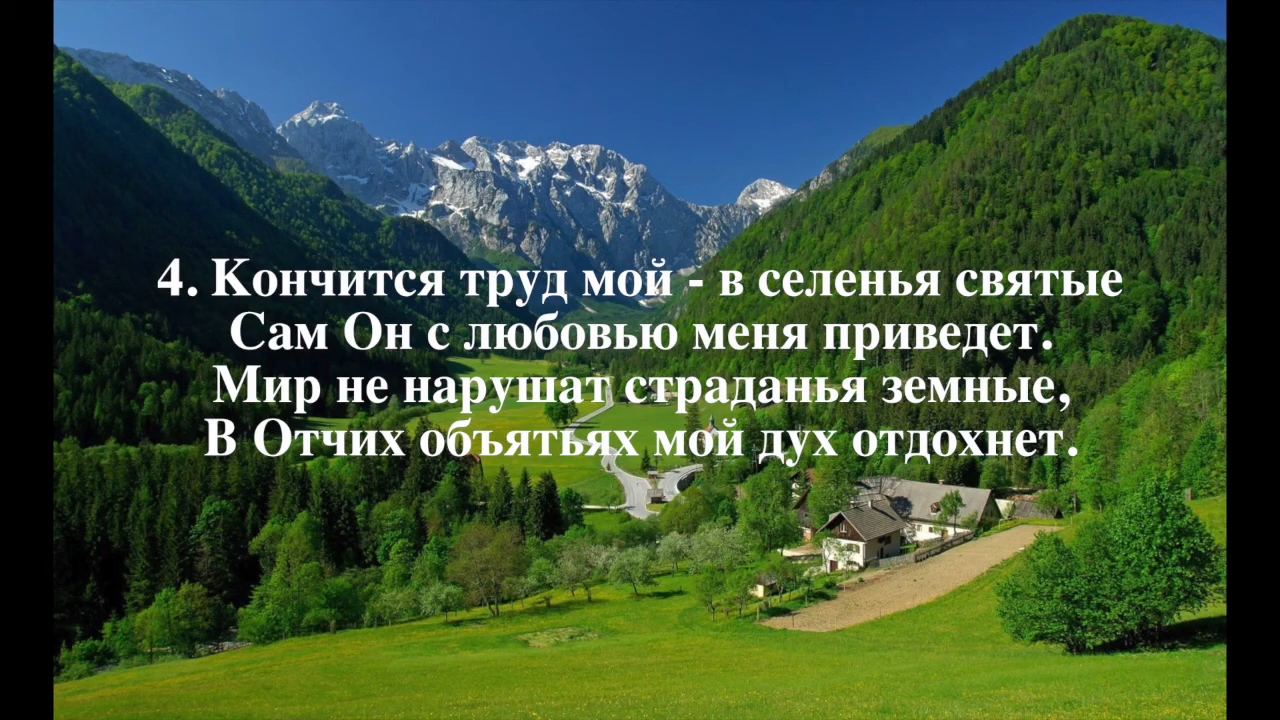 4. Кончится труд мой - в селенья святые
Сам Он с любовью меня приведет.
Мир не нарушат страданья земные,
В Отчих объятьях мой дух отдохнет.